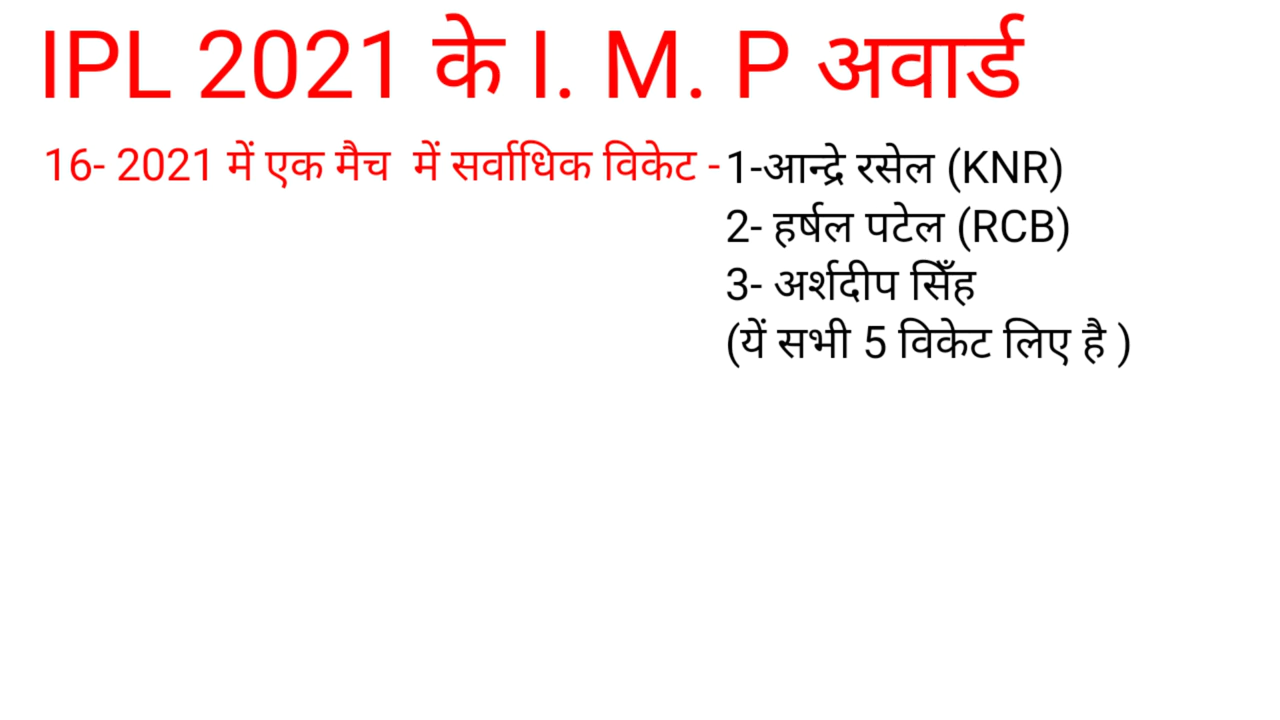 IPL 2021 के I. M. P अवार्ड
16- 2021 में एक मैच में सर्वाधिक विकेट -1-आन्द्रे रसेल (KNR)
2- हर्षल पटेल (RCB)
3- अर्शदीप सिँह
(यें सभी 5 विकेट लिए है )